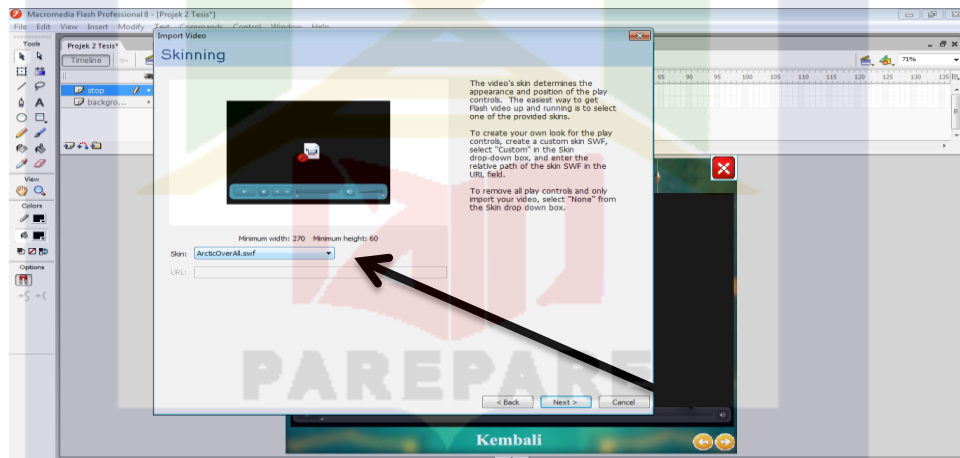 Macromedia Flash Professional 8 - [Projek 2 Tesis*]
File Edit View Insert Modify Text Commands Control Window Help
Tools
Projek 2 Tesis*
Timeline
71%
85 90 95 100 105 110 115 120 125 130 135
stop
backgro...
View
Colors
Options
Import Video
Skinning
The video's skin determines the
appearance and position of the play
controls. The easiest way to get
Flash video up and running is to select
one of the provided skins.
To create your own look for the play
controls, create a custom skin SWF,
select "Custom" in the Skin
drop-down box, and enter the
relative path of the skin SWF in the
URL field.
To remove all play controls and only
import your video, select "None" from
the Skin drop down box.
Minimum width: 270 Minimum height: 60
Skin: ArcticOverAll.swf
URL:
< Back Next > Cancel
PAREPARE
Kembali